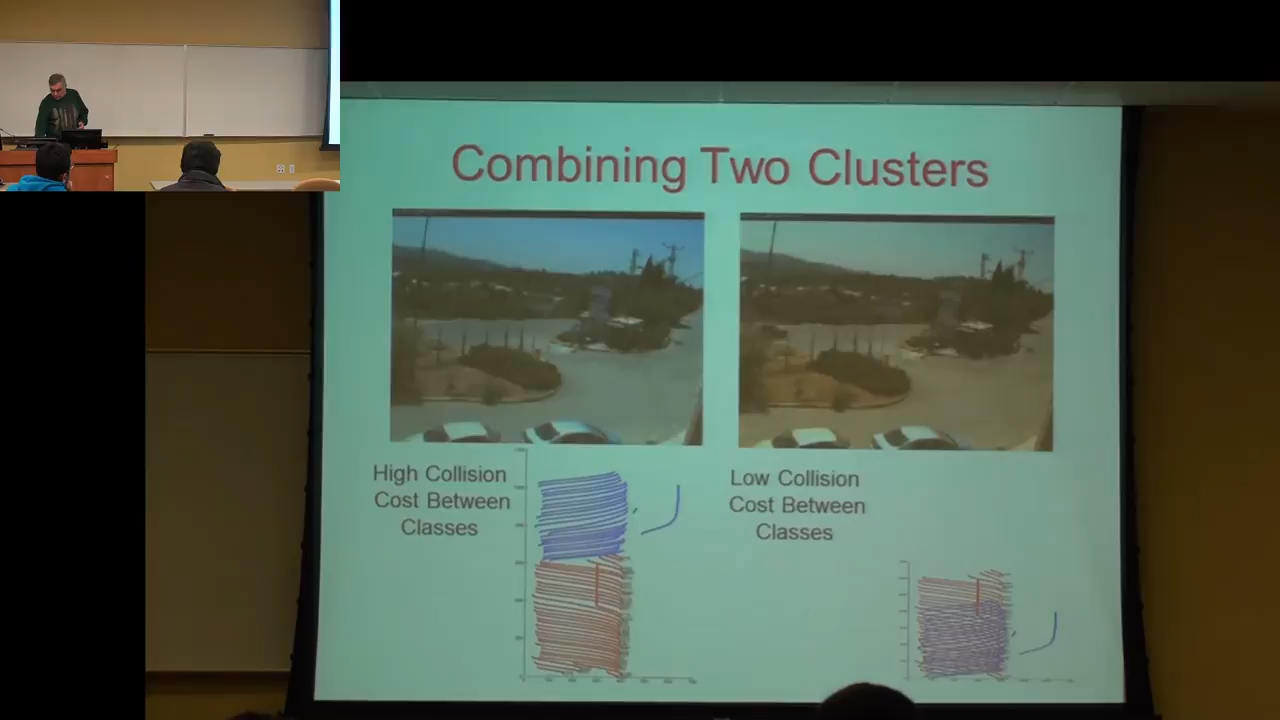 Combining Two Clusters
High Collision
Cost Between
Classes
Low Collision
Cost Between
Classes